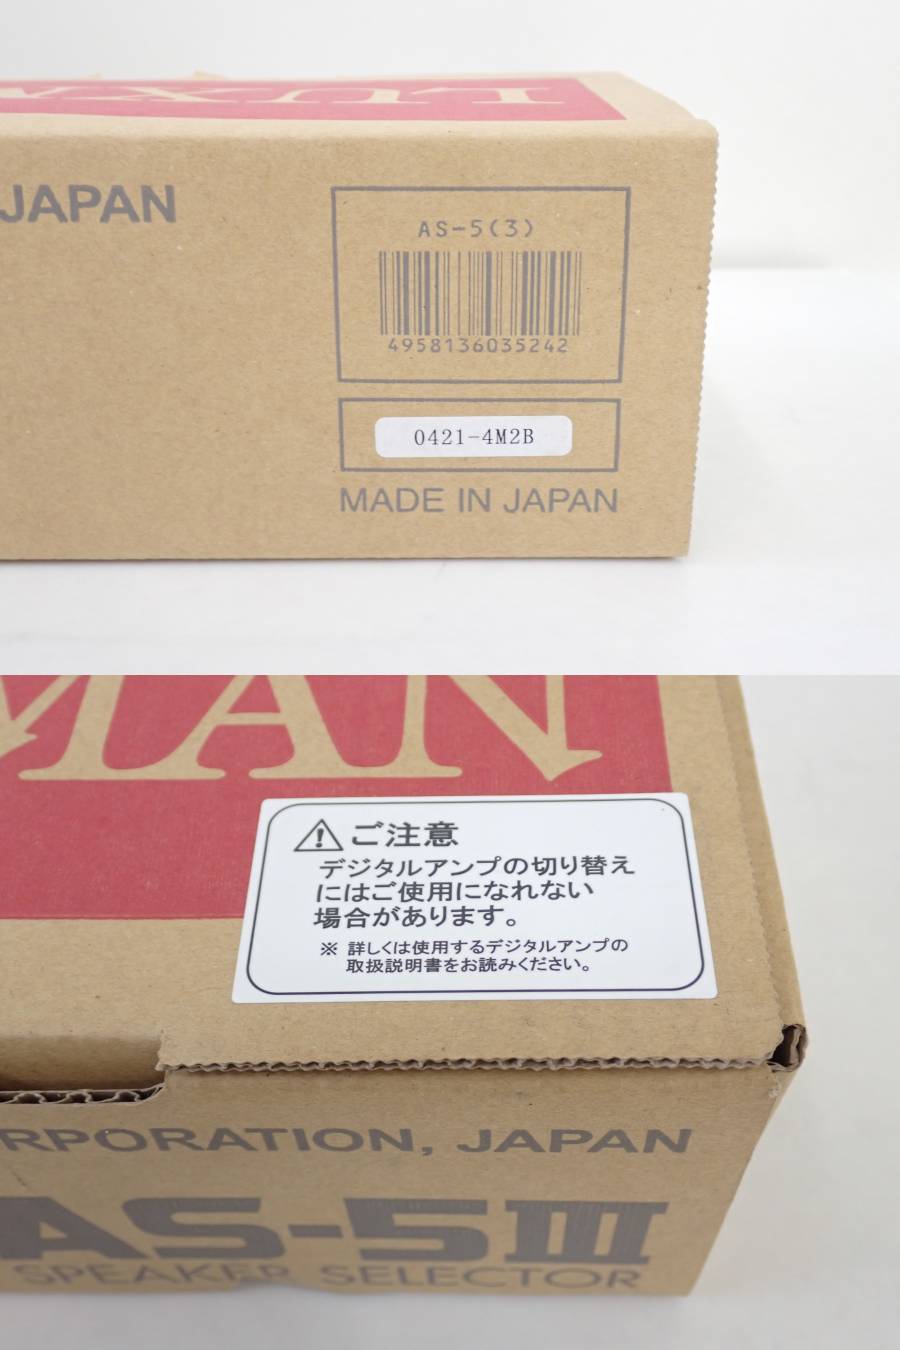 LUXMAN
JAPAN
AS-5(3)
4958136035242
0421-4M2B
MADE IN JAPAN
MAN
ご注意
デジタルアンプの切り替え
にはご使用になれない
場合があります。
※ 詳しくは使用するデジタルアンプの
取扱説明書をお読みください。
RPORATION, JAPAN
AS-5III
SPEAKER SELECTOR